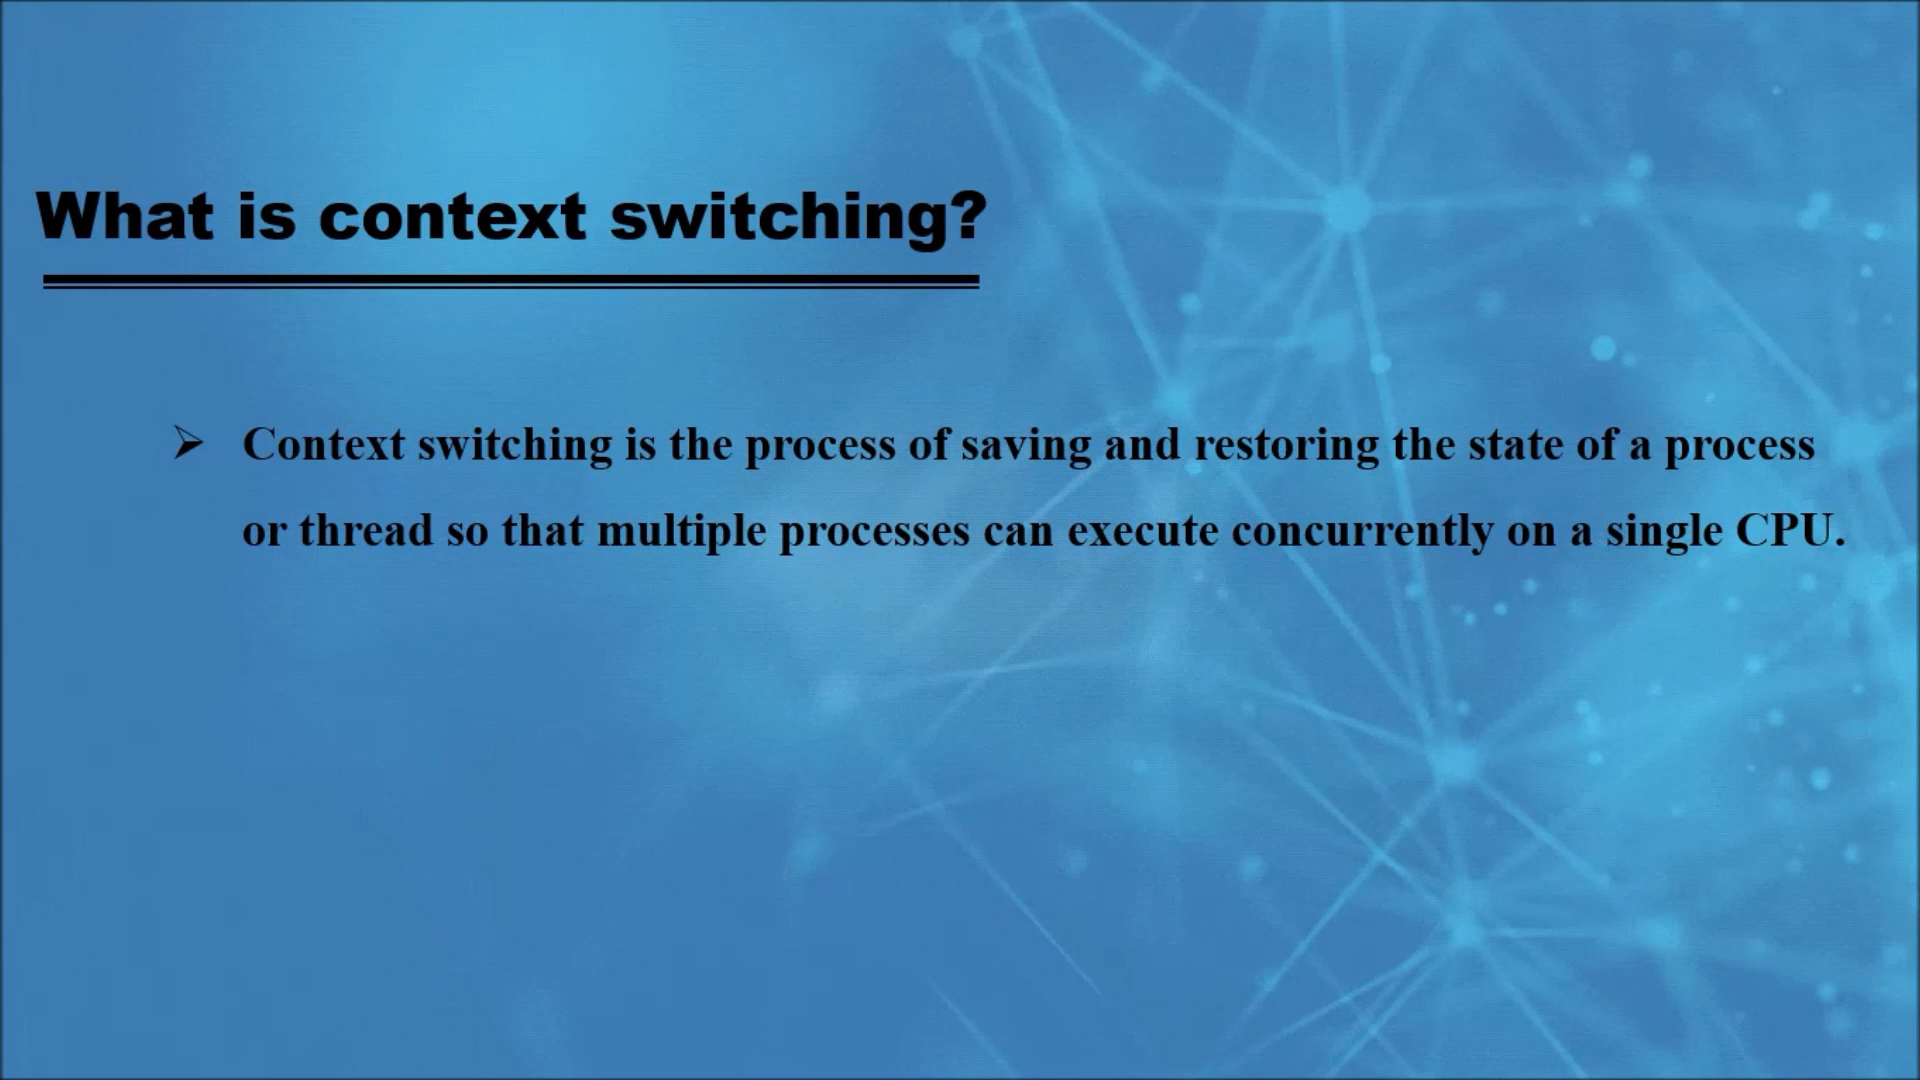 What is context switching?
➢ Context switching is the process of saving and restoring the state of a process
or thread so that multiple processes can execute concurrently on a single CPU.